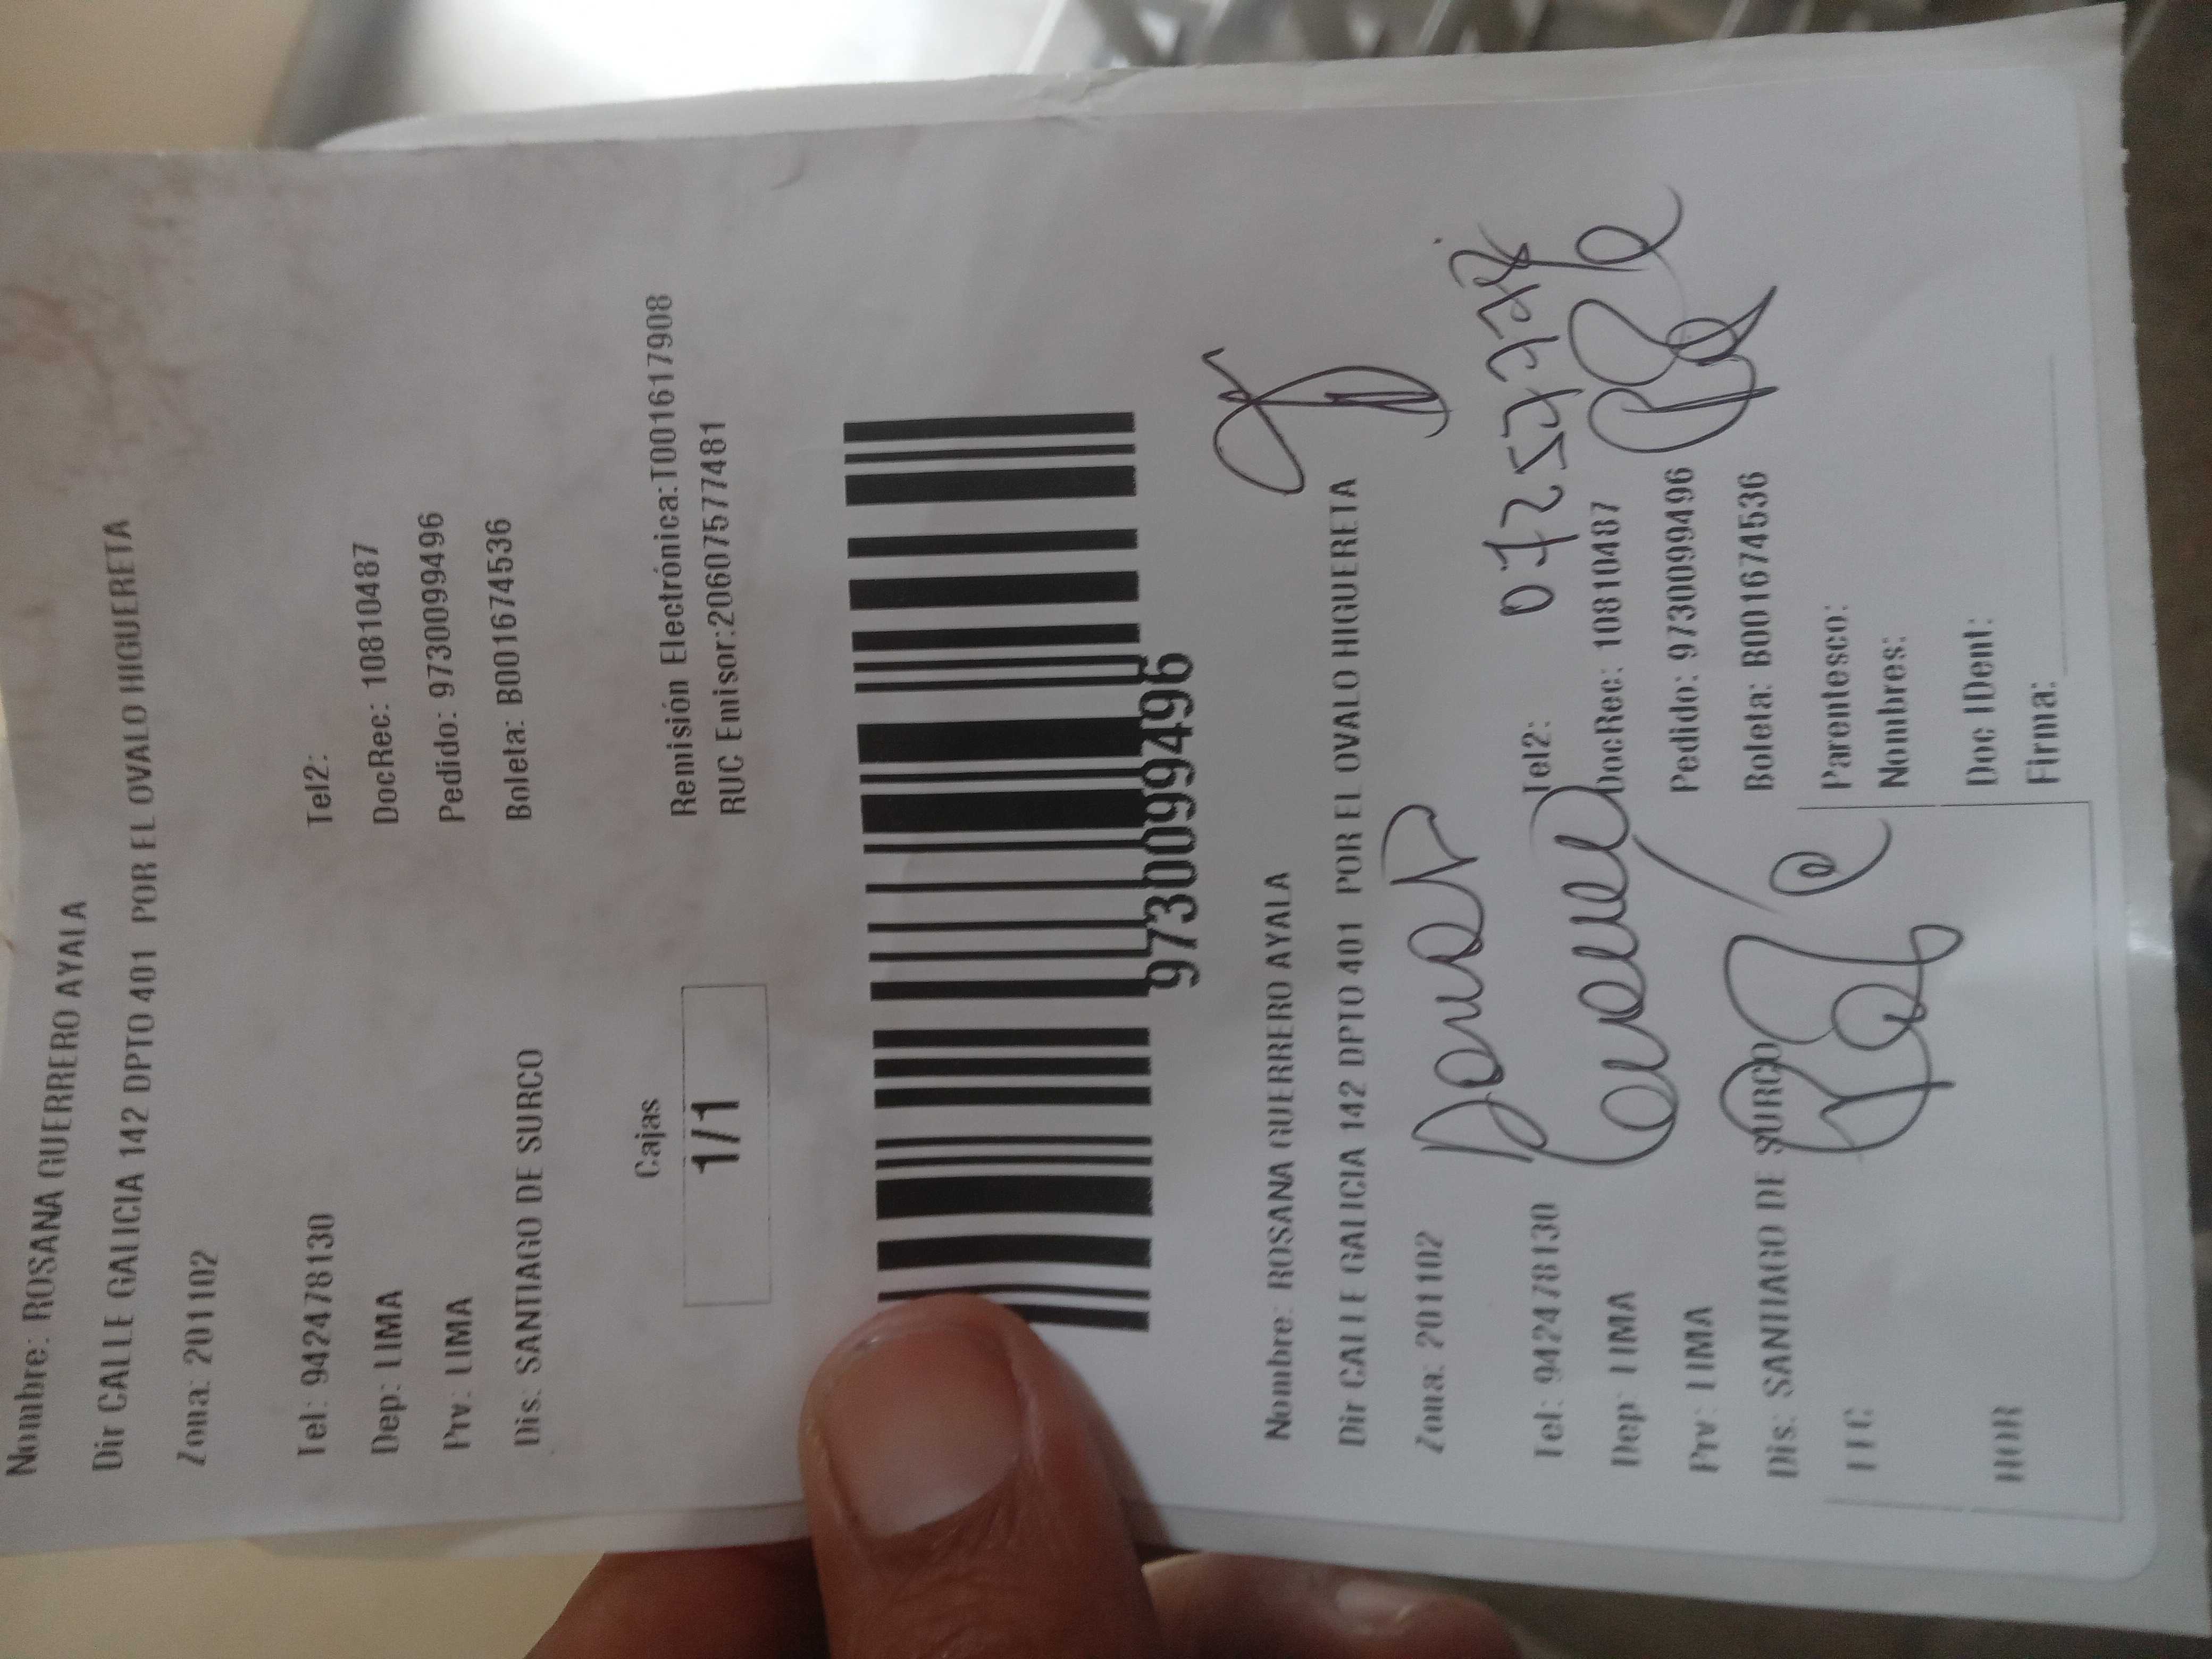 Nombre: ROSANA GUERRERO AYALA
Dir CALLE GALICIA 142 DPTO 401 POR EL OVALO HIGUERETA
Zona: 201102
Tel: 942478130 Tel2:
Dep: LIMA DocRec: 10810487
Prv: LIMA Pedido: 9730099496
Dis: SANTIAGO DE SURCO Boleta: B001674536
Cajas Remisión Electrónica:T001617908
1/1 RUC Emisor:20607577481
9730099496
Nombre: ROSANA GUERRERO AYALA
Dir CALLE GALICIA 142 DPTO 401 POR EL OVALO HIGUERETA
Zona: 201102
Tel: 942478130 Tel2:
Dep: LIMA DocRec: 10810487
Prv: LIMA Pedido: 9730099496
Dis: SANTIAGO DE SURCO Boleta: B001674536
Parentesco:
Nombres:
HOR Doc IDent:
Firma: